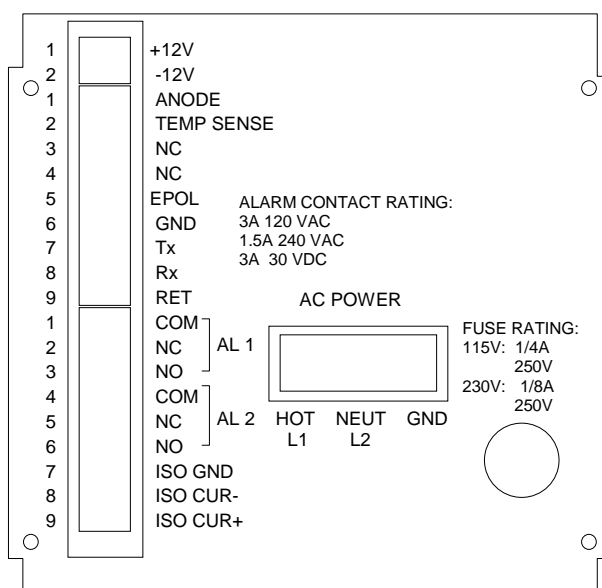 1 +12V
2 -12V
1 ANODE
2 TEMP SENSE
3 NC
4 NC
5 EPOL
6 GND
7 Tx
8 Rx
9 RET
1 COM
2 NC
3 NO
AL 1
4 COM
5 NC
6 NO
AL 2
7 ISO GND
8 ISO CUR-
9 ISO CUR+
ALARM CONTACT RATING:
3A 120 VAC
1.5A 240 VAC
3A 30 VDC
AC POWER
HOT NEUT GND
L1 L2
FUSE RATING:
115V: 1/4A
250V
230V: 1/8A
250V